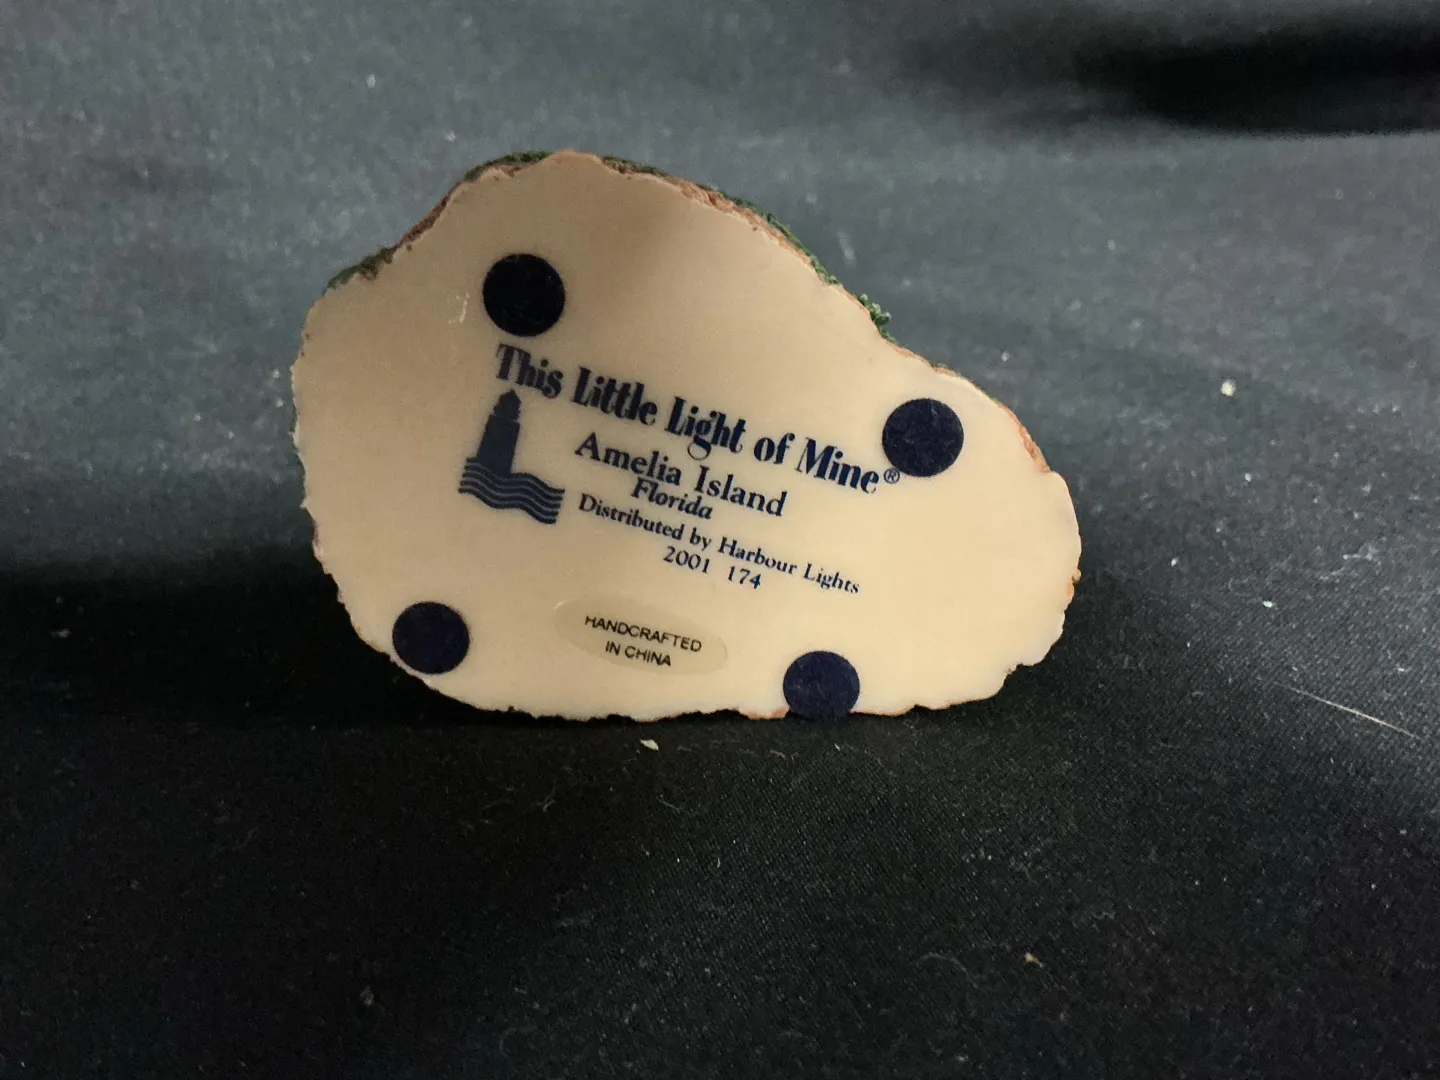 This Little Light of Mine®
Amelia Island
Florida
Distributed by Harbour Lights
2001 174
HANDCRAFTED
IN CHINA